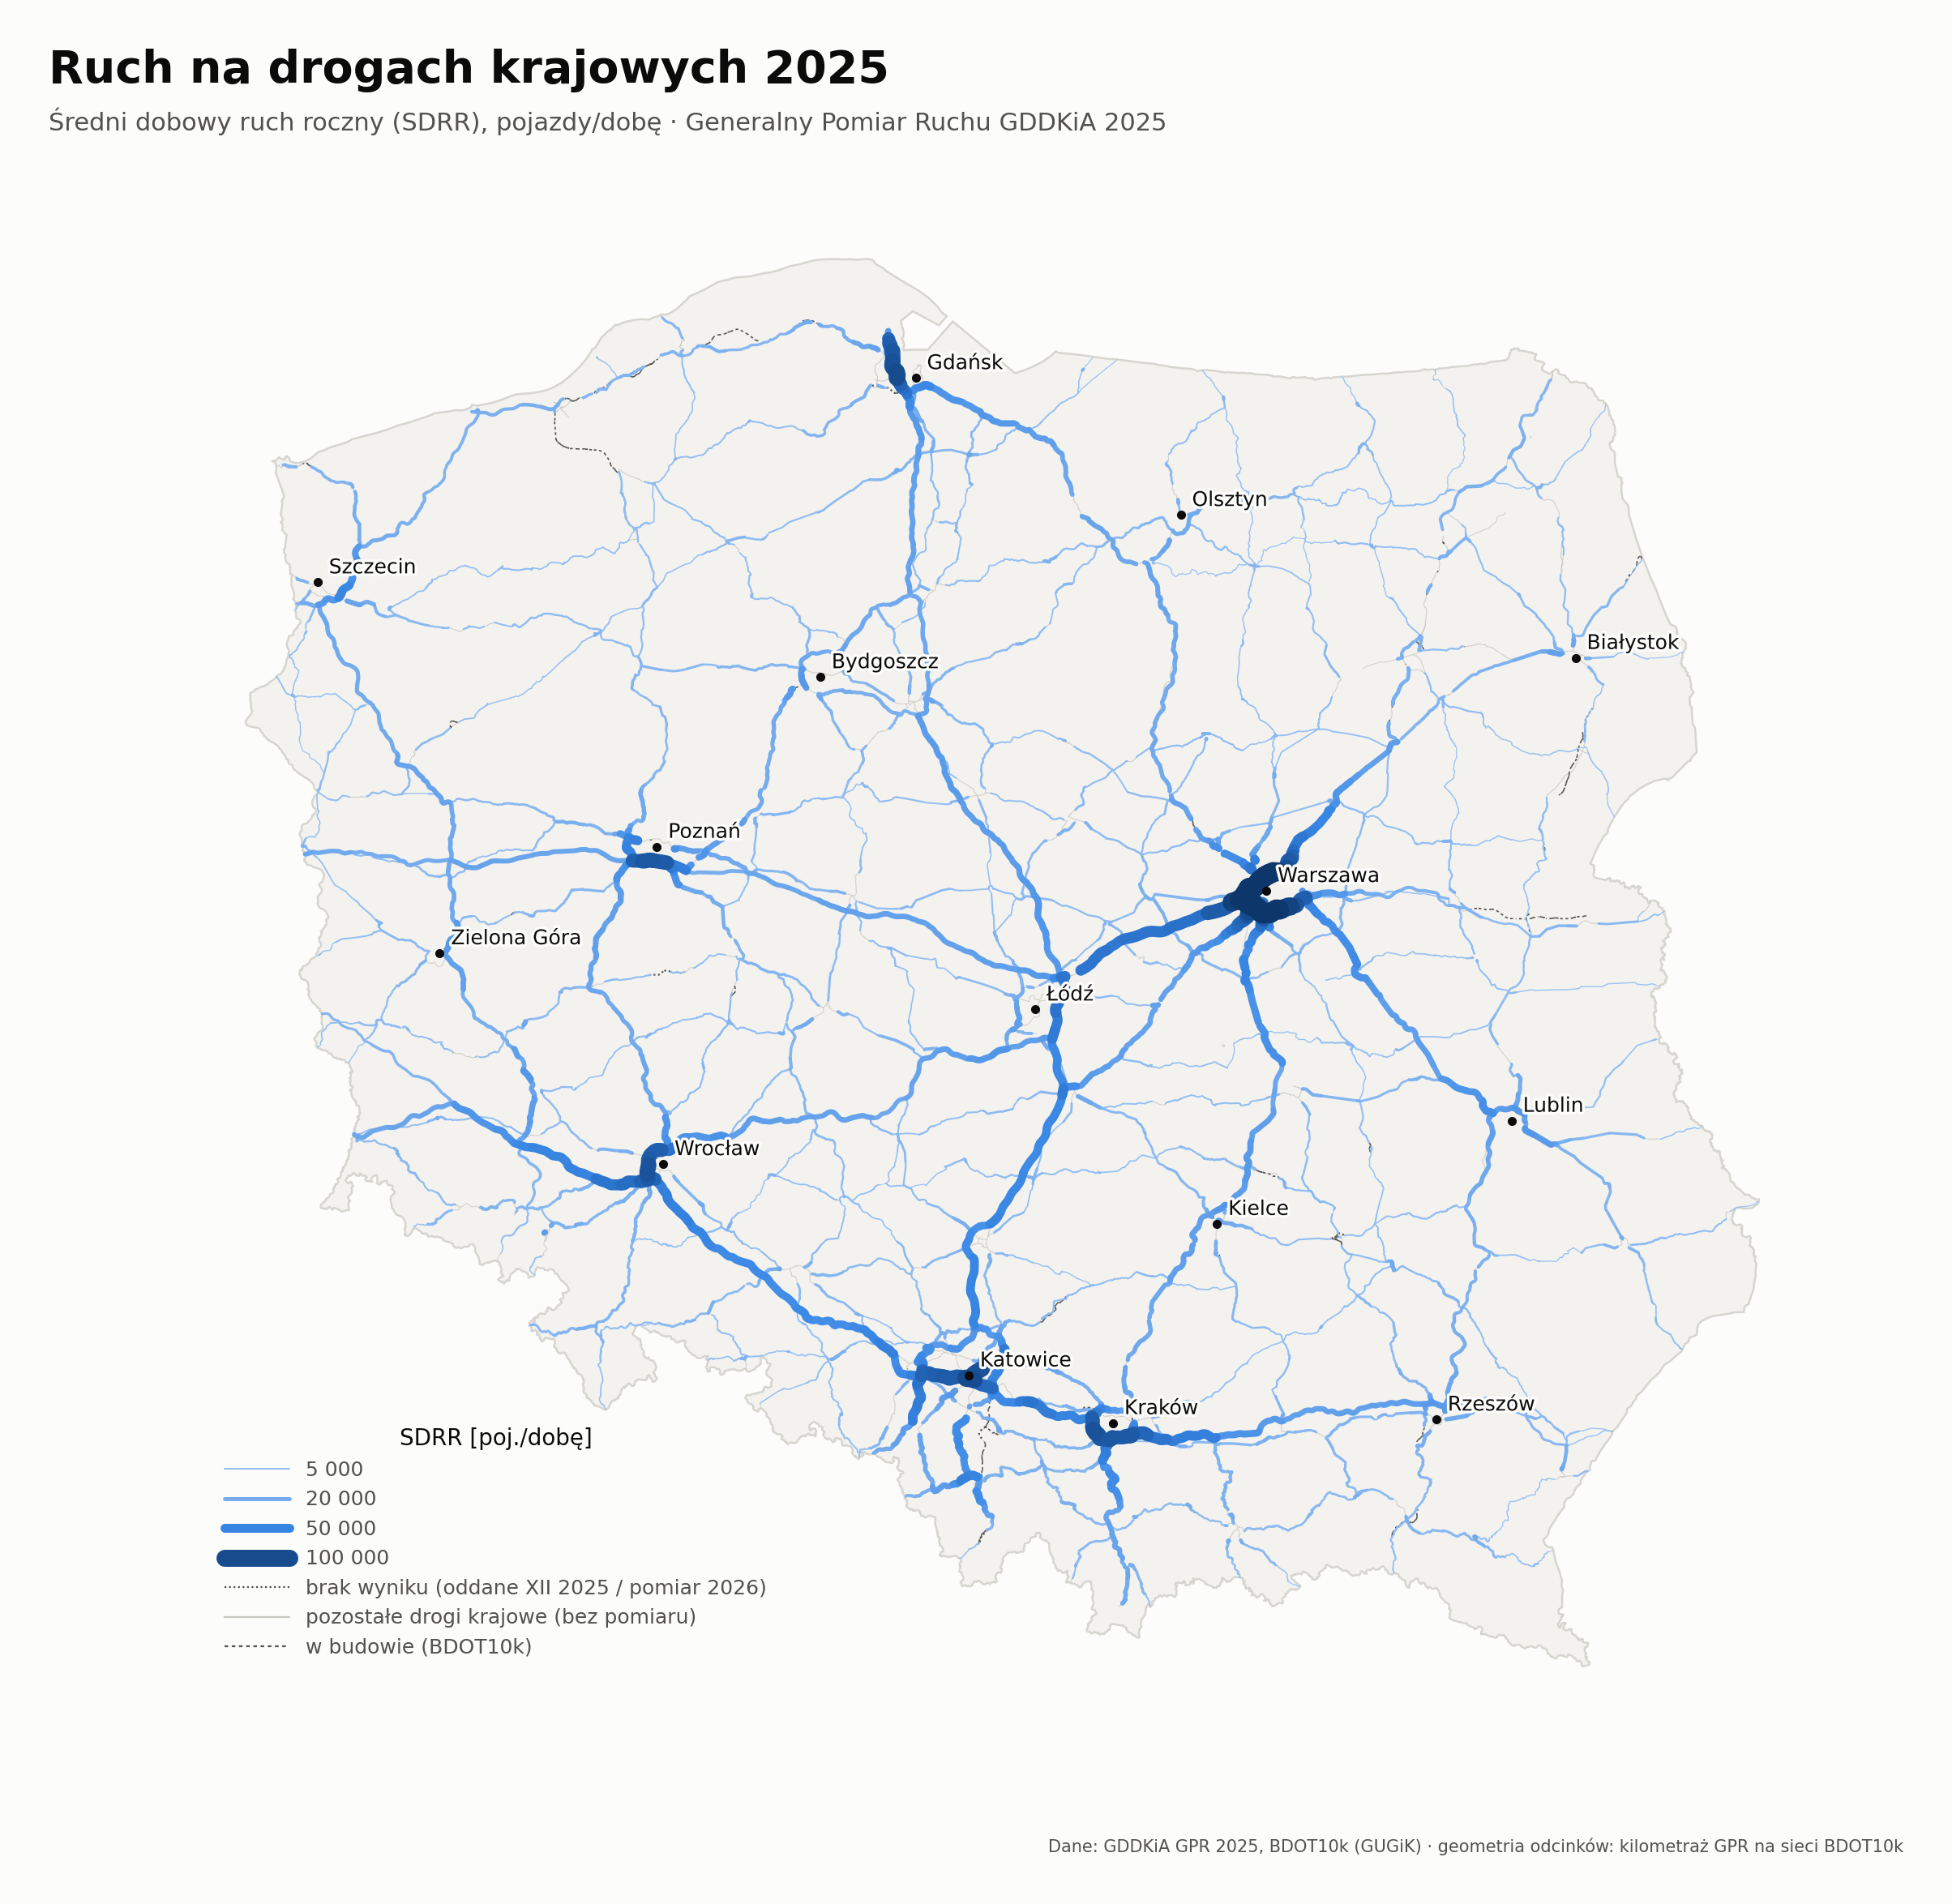 Ruch na drogach krajowych 2025
Średni dobowy ruch roczny (SDRR), pojazdy/dobę · Generalny Pomiar Ruchu GDDKiA 2025
Gdańsk
Olsztyn
Szczecin
Białystok
Bydgoszcz
Poznań
Warszawa
Zielona Góra
Łódź
Lublin
Wrocław
Kielce
Katowice
Kraków
Rzeszów
SDRR [poj./dobę]
5 000
20 000
50 000
100 000
brak wyniku (oddane XII 2025 / pomiar 2026)
pozostałe drogi krajowe (bez pomiaru)
w budowie (BDOT10k)
Dane: GDDKiA GPR 2025, BDOT10k (GUGiK) · geometria odcinków: kilometraż GPR na sieci BDOT10k